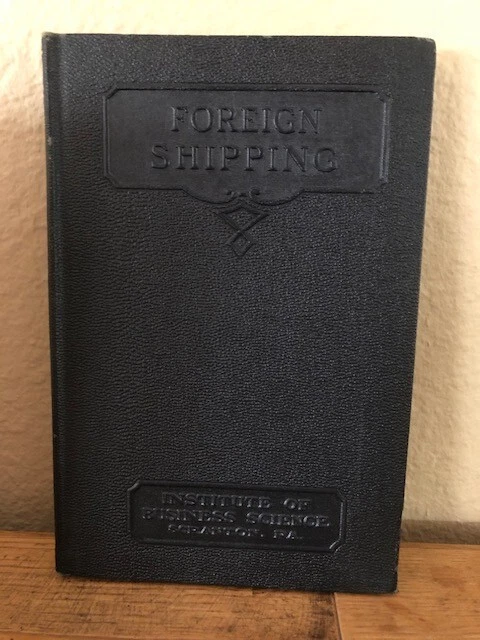 FOREIGN
SHIPPING
INSTITUTE OF
BUSINESS SCIENCE
SCRANTON, PA.